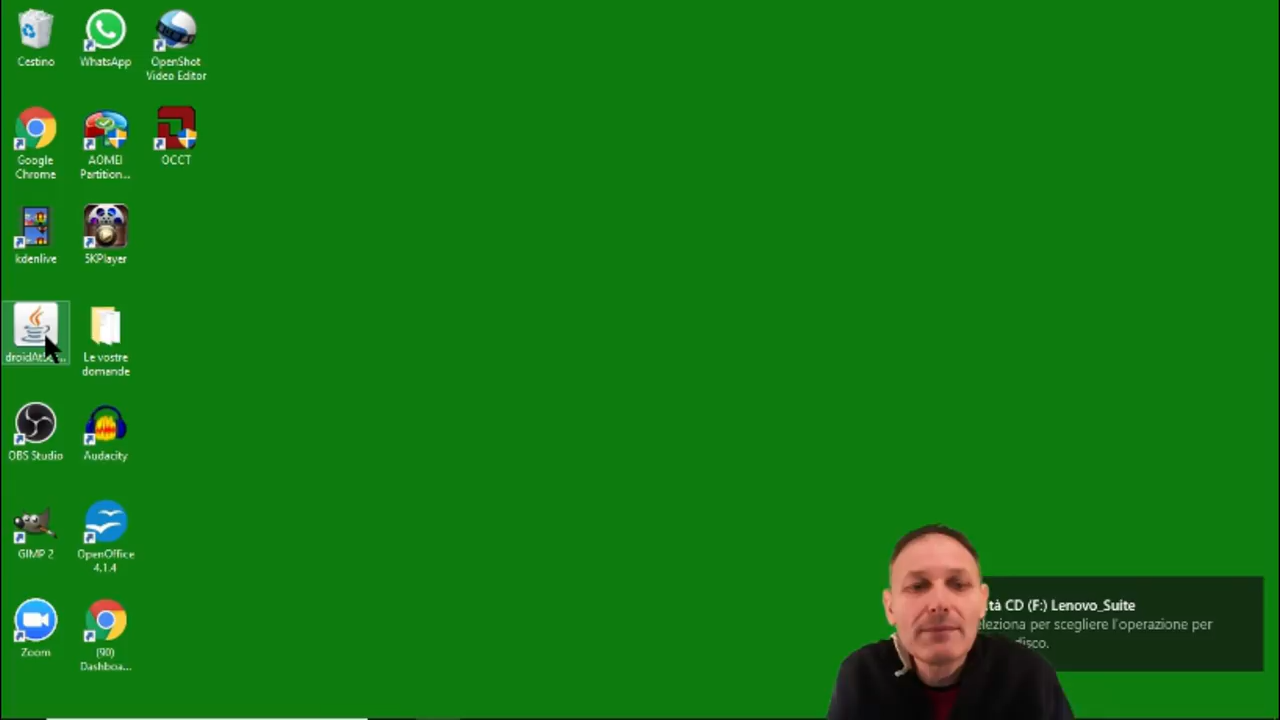 Cestino
WhatsApp
OpenShot
Video Editor
Google
Chrome
AOMEI
Partition...
OCCT
kdenlive
5KPlayer
Le vostre
domande
OBS Studio
Audacity
GIMP 2
OpenOffice
4.1.4
Zoom
(90)
Dashboa...
tà CD (F:) Lenovo_Suite
eleziona per scegliere l'operazione per
disco.